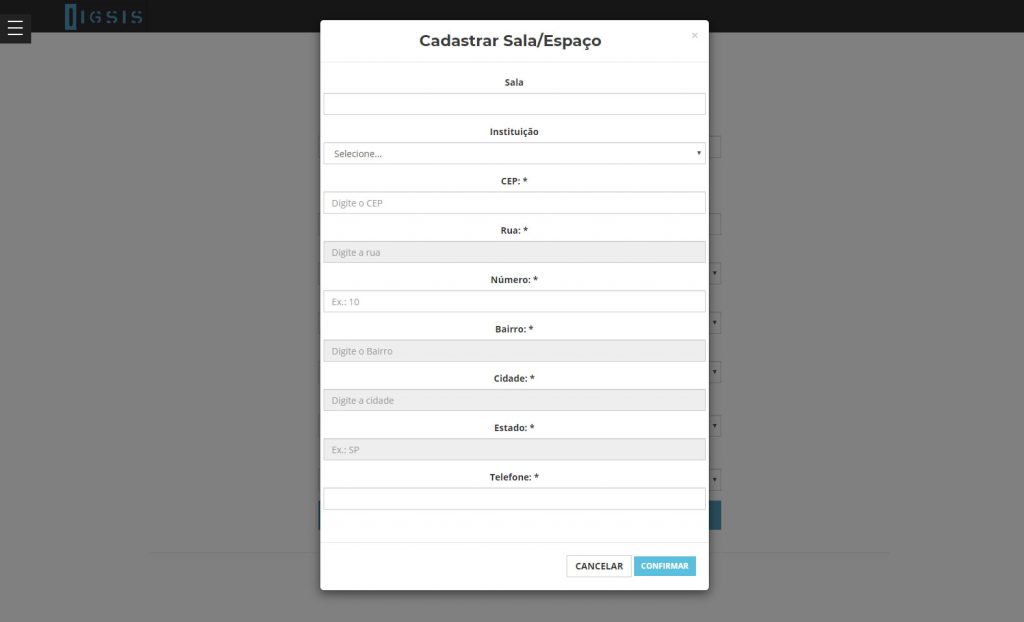 IGSIS
Cadastrar Sala/Espaço
×
Sala
Instituição
Selecione...
CEP: *
Digite o CEP
Rua: *
Digite a rua
Número: *
Ex.: 10
Bairro: *
Digite o Bairro
Cidade: *
Digite a cidade
Estado: *
Ex.: SP
Telefone: *
CANCELAR
CONFIRMAR